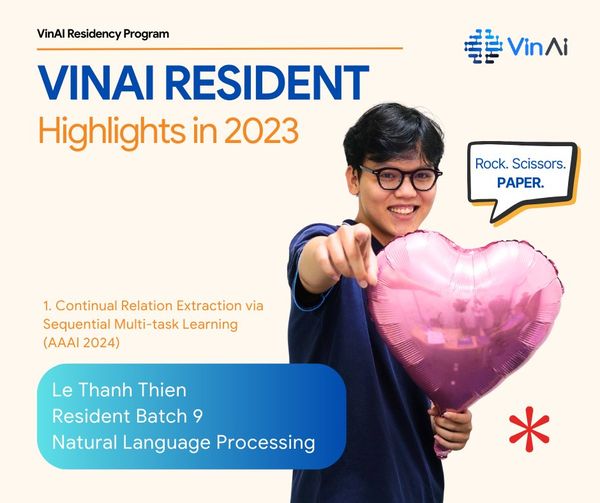 VinAI Residency Program
VinAi
VINAI RESIDENT
Highlights in 2023
Rock. Scissors.
PAPER.
1. Continual Relation Extraction via
Sequential Multi-task Learning
(AAAI 2024)
Le Thanh Thien
Resident Batch 9
Natural Language Processing